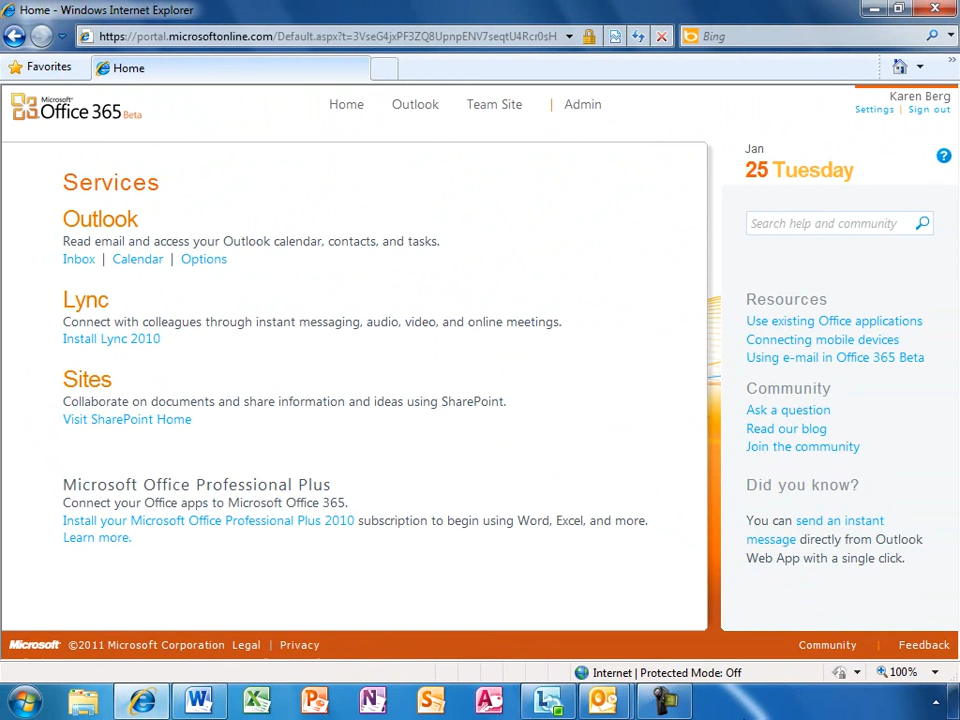 Home - Windows Internet Explorer
https://portal.microsoftonline.com/Default.aspx?t=3VseG4jxPF3ZQ8UpnpENV7seqtU4Rcr0sH
Bing
Favorites
Home
Microsoft®
Office 365 Beta
Home
Outlook
Team Site
| Admin
Karen Berg
Settings | Sign out
Jan
25 Tuesday
?
Search help and community
Services
Outlook
Read email and access your Outlook calendar, contacts, and tasks.
Inbox | Calendar | Options
Lync
Connect with colleagues through instant messaging, audio, video, and online meetings.
Install Lync 2010
Sites
Collaborate on documents and share information and ideas using SharePoint.
Visit SharePoint Home
Microsoft Office Professional Plus
Connect your Office apps to Microsoft Office 365.
Install your Microsoft Office Professional Plus 2010 subscription to begin using Word, Excel, and more.
Learn more.
Resources
Use existing Office applications
Connecting mobile devices
Using e-mail in Office 365 Beta
Community
Ask a question
Read our blog
Join the community
Did you know?
You can send an instant
message directly from Outlook
Web App with a single click.
Microsoft ©2011 Microsoft Corporation Legal | Privacy
Community | Feedback
Internet | Protected Mode: Off
100%